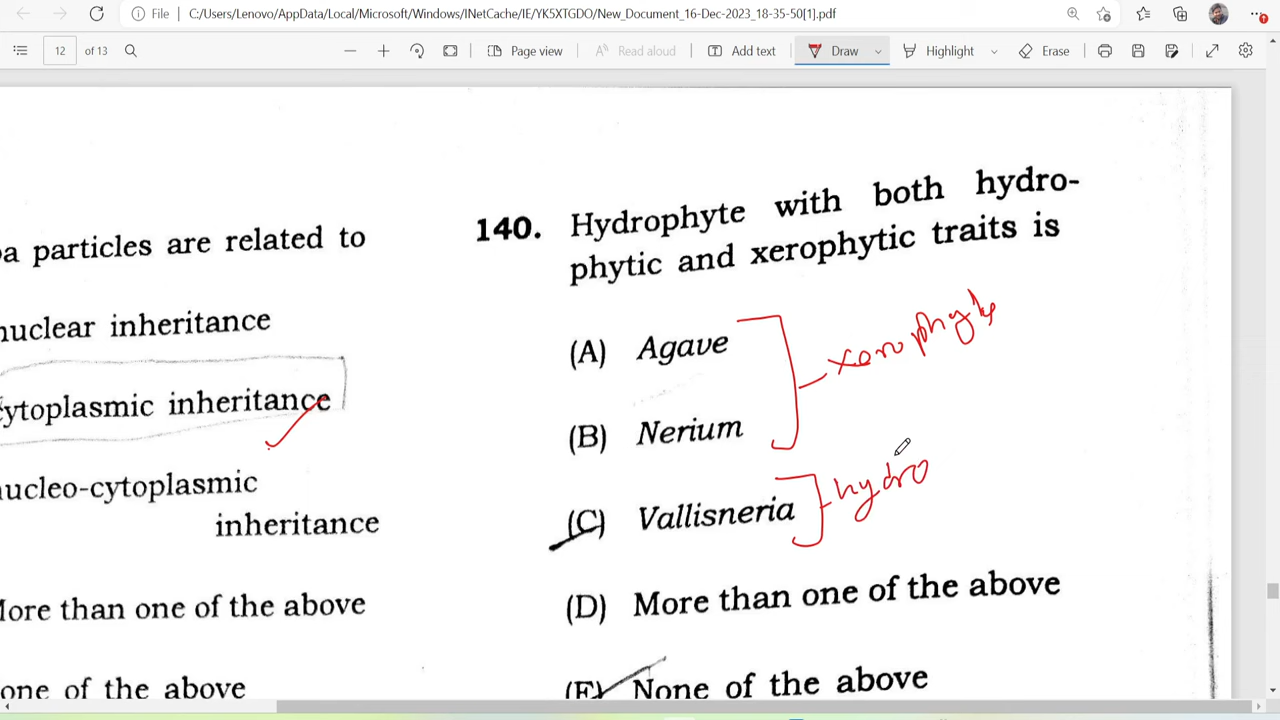 File
C:/Users/Lenovo/AppData/Local/Microsoft/Windows/INetCache/IE/YK5XTGDO/New_Document_16-Dec-2023_18-35-50[1].pdf
12 of 13
Page view
Read aloud
Add text
Draw
Highlight
Erase
a particles are related to
nuclear inheritance
cytoplasmic inheritance
nucleo-cytoplasmic
inheritance
More than one of the above
one of the above
140. Hydrophyte with both hydro-
phytic and xerophytic traits is
(A) Agave
(B) Nerium
xerophyte
(C) Vallisneria
hydro
(D) More than one of the above
(E) None of the above